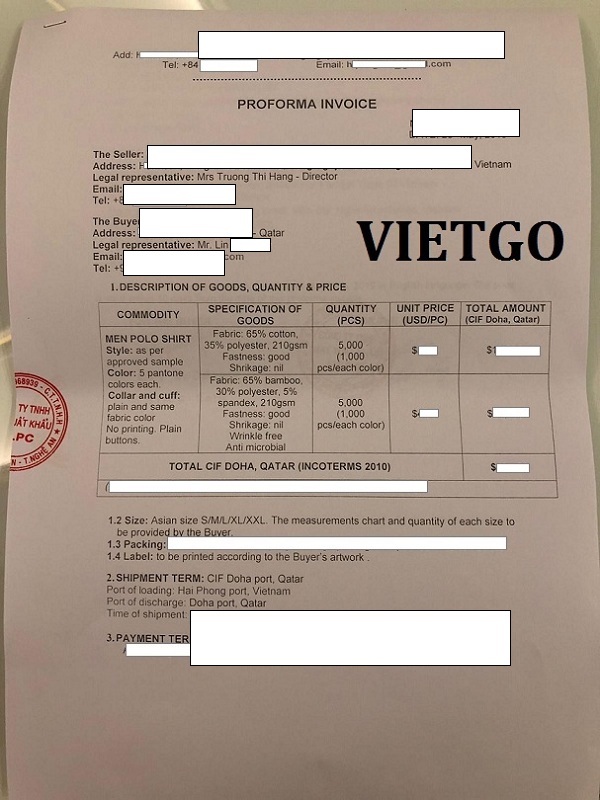 Add:
Tel: +84 Email: l.com
PROFORMA INVOICE
The Seller:
Address: H Vietnam
Legal representative: Mrs Truong Thi Hang - Director
Email:
Tel: +8
The Buyer
Address: - Qatar
Legal representative: Mr. Lin
Email: .com
Tel: +9
VIETGO
1.DESCRIPTION OF GOODS, QUANTITY & PRICE
COMMODITY
SPECIFICATION OF GOODS
QUANTITY (PCS)
UNIT PRICE (USD/PC)
TOTAL AMOUNT (CIF Doha, Qatar)
MEN POLO SHIRT
Style: as per
approved sample
Color: 5 pantone
colors each.
Collar and cuff:
plain and same
fabric color
No printing. Plain
buttons.
Fabric: 65% cotton,
35% polyester, 210gsm
Fastness: good
Shrikage: nil
5,000
(1,000
pcs/each color)
$
$1
Fabric: 65% bamboo,
30% polyester, 5%
spandex, 210gsm
Fastness: good
Shrikage: nil
Wrinkle free
Anti microbial
5,000
(1,000
pcs/each color)
$
$
TOTAL CIF DOHA, QATAR (INCOTERMS 2010)
$
1.2 Size: Asian size S/M/L/XL/XXL. The measurements chart and quantity of each size to
be provided by the Buyer.
1.3 Packing:
1.4 Label: to be printed according to the Buyer's artwork .
2.SHIPMENT TERM: CIF Doha port, Qatar
Port of loading: Hai Phong port, Vietnam
Port of discharge: Doha port, Qatar
Time of shipment:
3.PAYMENT TER
68939 - C.T.T.N.H.H
TY TNHH
UẤT KHẨU
.PC
N - T.NGHỆ AN